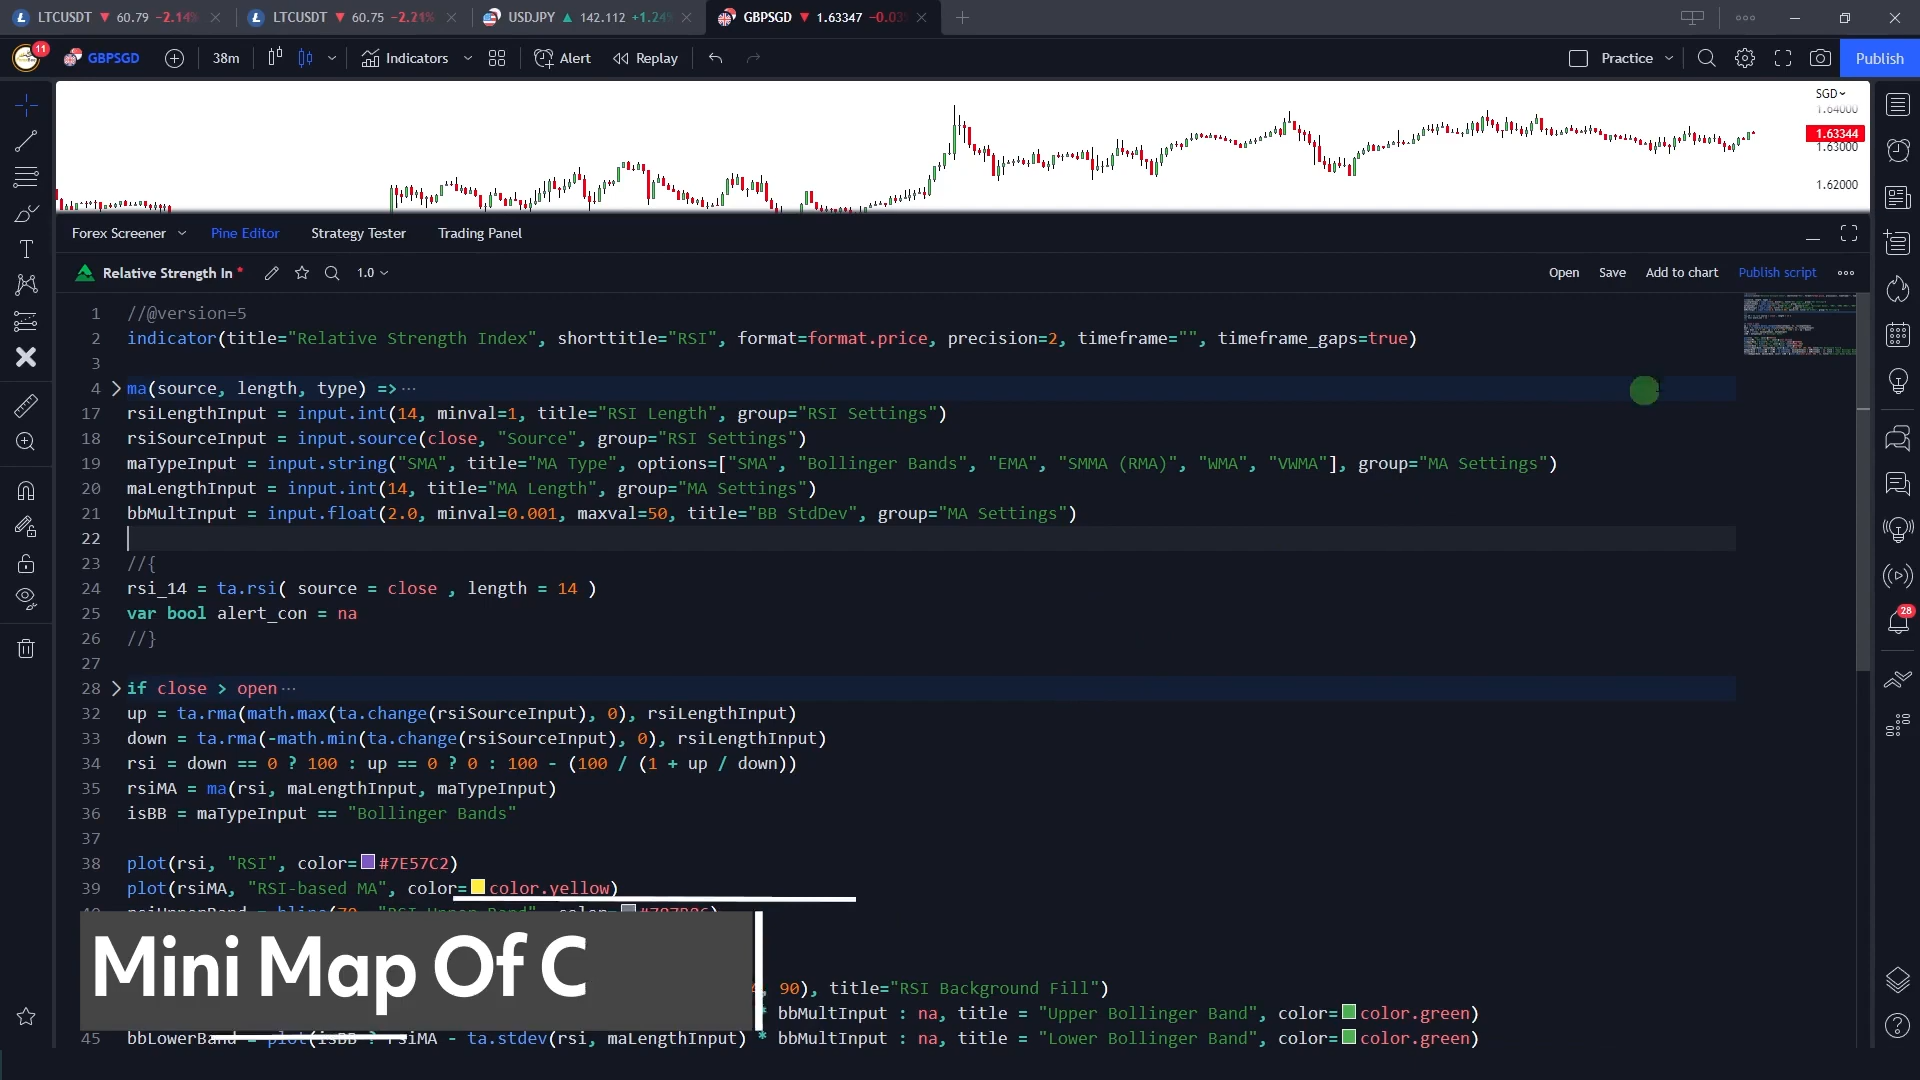 LTCUSDT ▼ 60.79 −2.14%
LTCUSDT ▼ 60.75 −2.21%
USDJPY ▲ 142.112 +1.24%
GBPSGD ▼ 1.63347 −0.03
11
GBPSGD
38m
Indicators
Alert
Replay
Practice
Publish
SGD
1.64000
1.63344
1.63000
1.62000
Forex Screener
Pine Editor
Strategy Tester
Trading Panel
Relative Strength In *
1.0
Open
Save
Add to chart
Publish script
1 //@version=5
2 indicator(title="Relative Strength Index", shorttitle="RSI", format=format.price, precision=2, timeframe="", timeframe_gaps=true)
3
4 ma(source, length, type) => ···
17 rsiLengthInput = input.int(14, minval=1, title="RSI Length", group="RSI Settings")
18 rsiSourceInput = input.source(close, "Source", group="RSI Settings")
19 maTypeInput = input.string("SMA", title="MA Type", options=["SMA", "Bollinger Bands", "EMA", "SMMA (RMA)", "WMA", "VWMA"], group="MA Settings")
20 maLengthInput = input.int(14, title="MA Length", group="MA Settings")
21 bbMultInput = input.float(2.0, minval=0.001, maxval=50, title="BB StdDev", group="MA Settings")
22
23 //{
24 rsi_14 = ta.rsi( source = close , length = 14 )
25 var bool alert_con = na
26 //}
27
28 if close > open ···
32 up = ta.rma(math.max(ta.change(rsiSourceInput), 0), rsiLengthInput)
33 down = ta.rma(-math.min(ta.change(rsiSourceInput), 0), rsiLengthInput)
34 rsi = down == 0 ? 100 : up == 0 ? 0 : 100 - (100 / (1 + up / down))
35 rsiMA = ma(rsi, maLengthInput, maTypeInput)
36 isBB = maTypeInput == "Bollinger Bands"
37
38 plot(rsi, "RSI", color=#7E57C2)
39 plot(rsiMA, "RSI-based MA", color=color.yellow)
Mini Map Of C
, 90), title="RSI Background Fill")
* bbMultInput : na, title = "Upper Bollinger Band", color=color.green)
45 bbLowerBand = plot(isBB ? rsiMA - ta.stdev(rsi, maLengthInput) * bbMultInput : na, title = "Lower Bollinger Band", color=color.green)
28